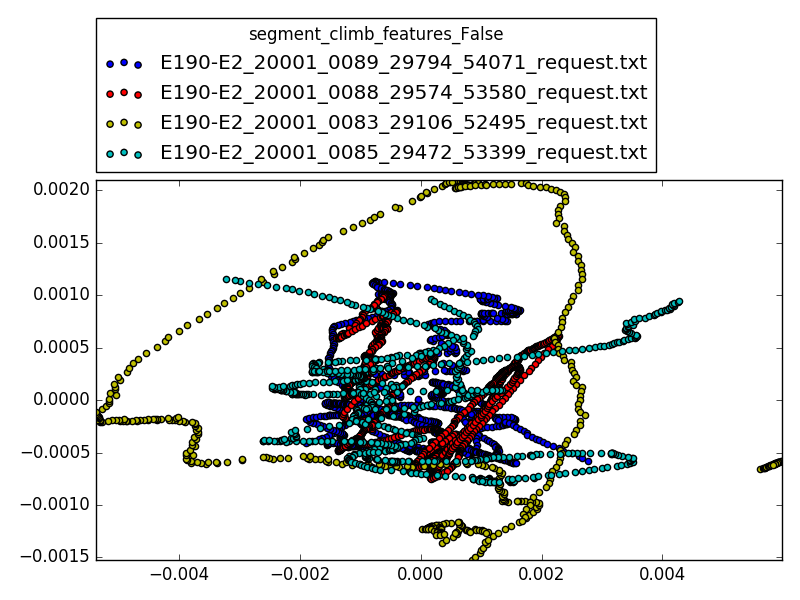 segment_climb_features_False
E190-E2_20001_0089_29794_54071_request.txt
E190-E2_20001_0088_29574_53580_request.txt
E190-E2_20001_0083_29106_52495_request.txt
E190-E2_20001_0085_29472_53399_request.txt
0.0020
0.0015
0.0010
0.0005
0.0000
−0.0005
−0.0010
−0.0015
−0.004 −0.002 0.000 0.002 0.004